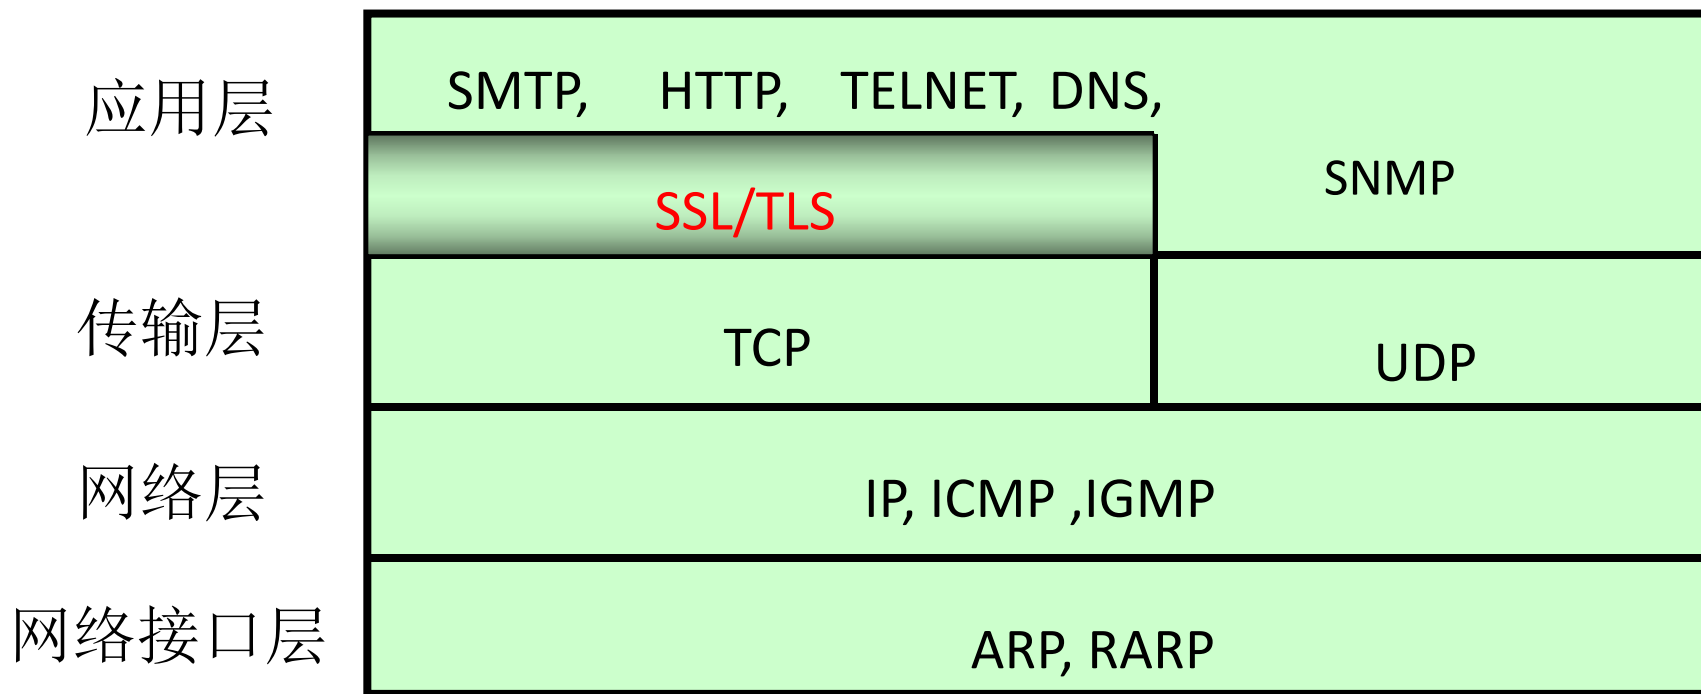 应用层
SMTP, HTTP, TELNET, DNS,
SNMP
SSL/TLS
传输层
TCP
UDP
网络层
IP, ICMP ,IGMP
网络接口层
ARP, RARP